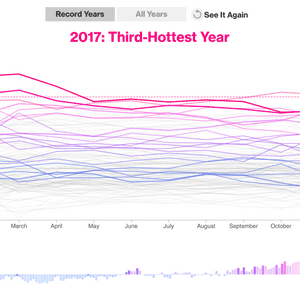 Record Years
All Years
See It Again
2017: Third-Hottest Year
March April May June July August September October